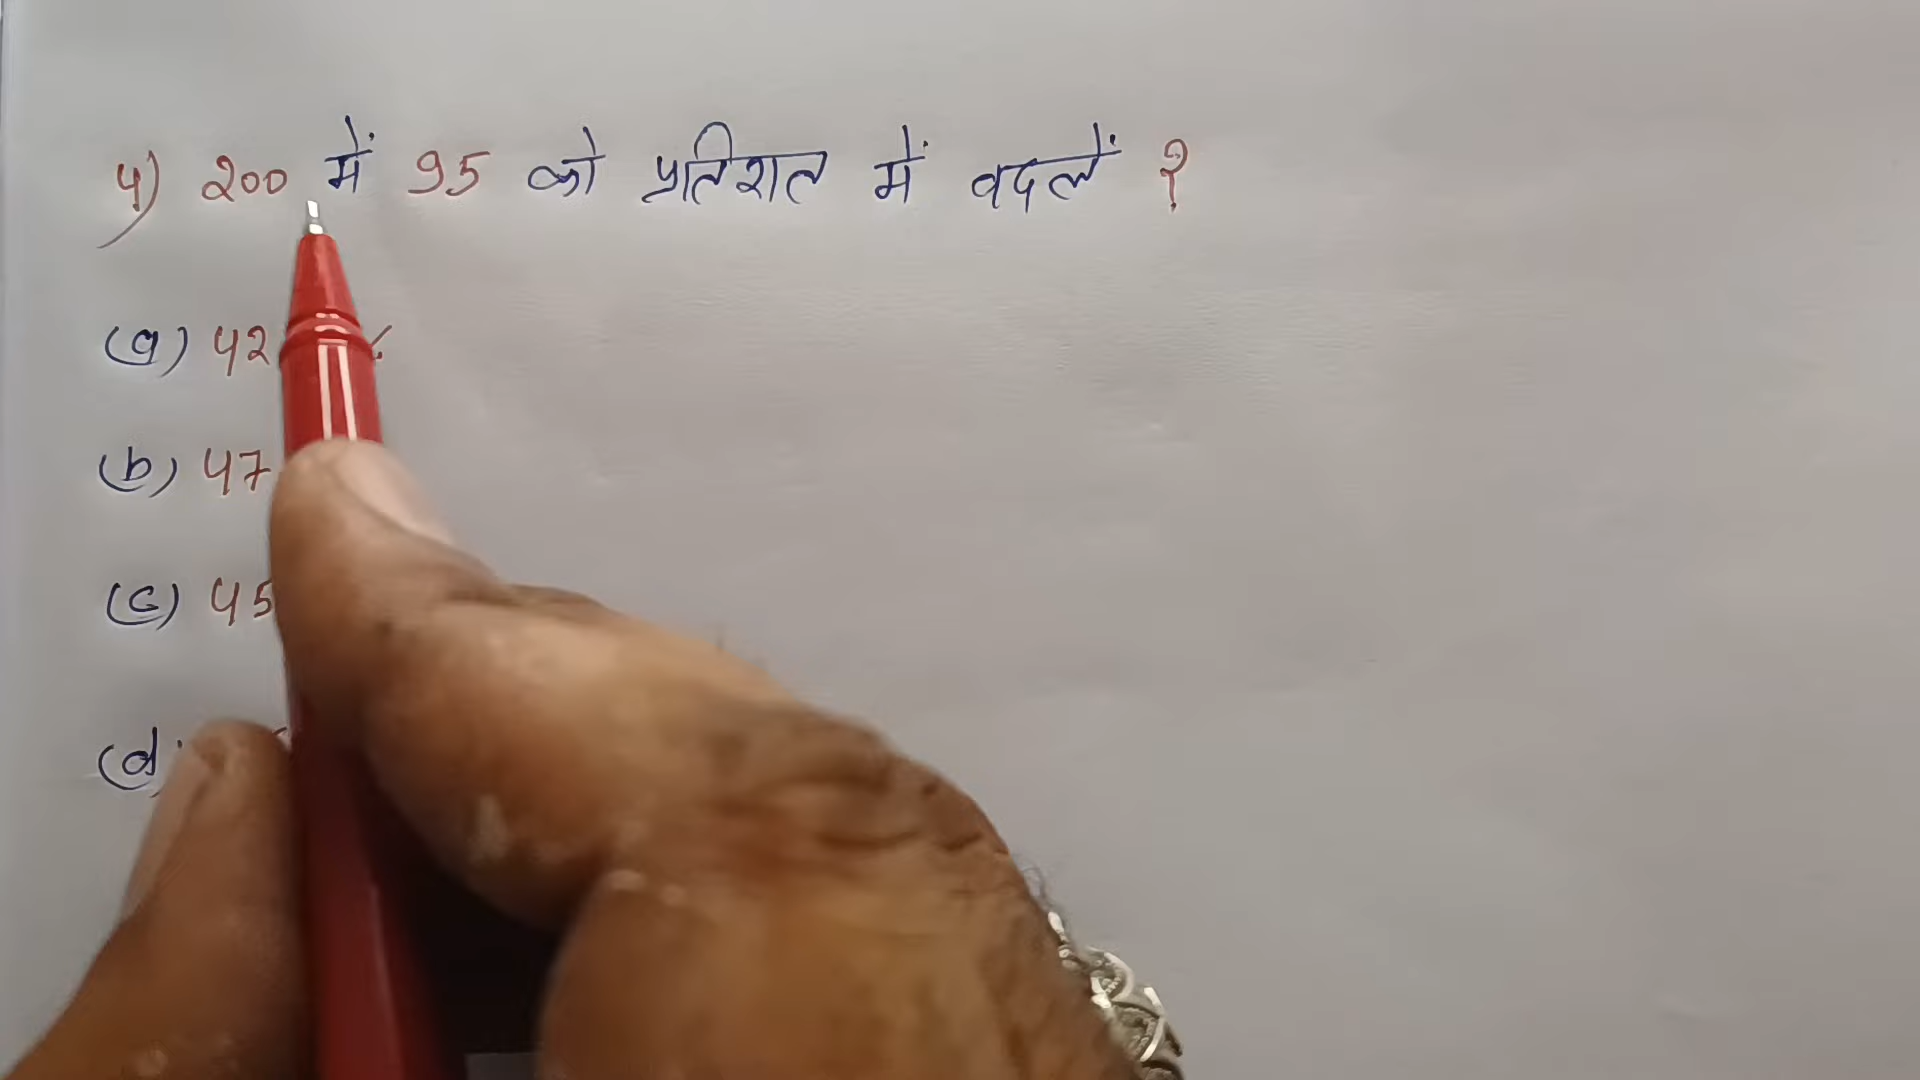 4) 200 में 95 को प्रतिशत में बदलें ?
(a) 42
(b) 47
(c) 45
(d)